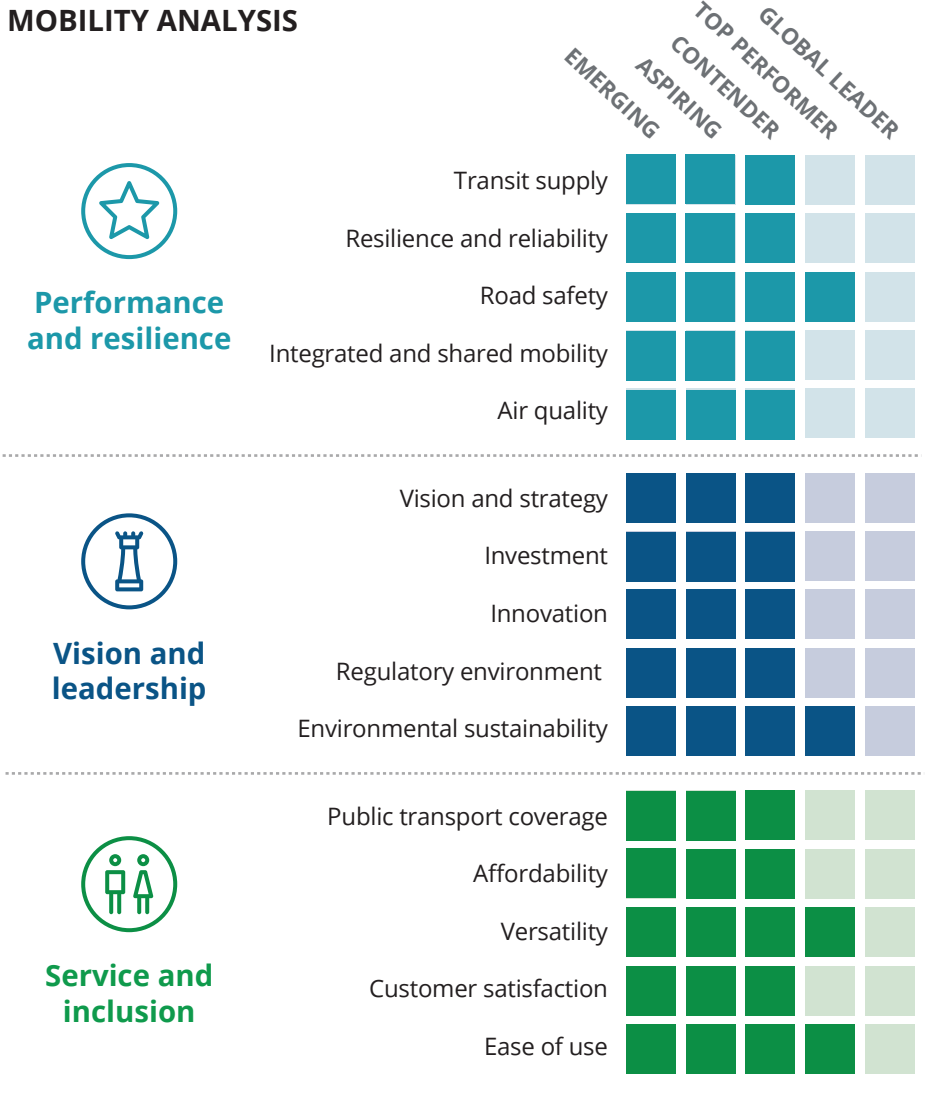 MOBILITY ANALYSIS
EMERGING
ASPIRING
CONTENDER
TOP PERFORMER
GLOBAL LEADER
Performance
and resilience
Transit supply
Resilience and reliability
Road safety
Integrated and shared mobility
Air quality
Vision and
leadership
Vision and strategy
Investment
Innovation
Regulatory environment
Environmental sustainability
Service and
inclusion
Public transport coverage
Affordability
Versatility
Customer satisfaction
Ease of use